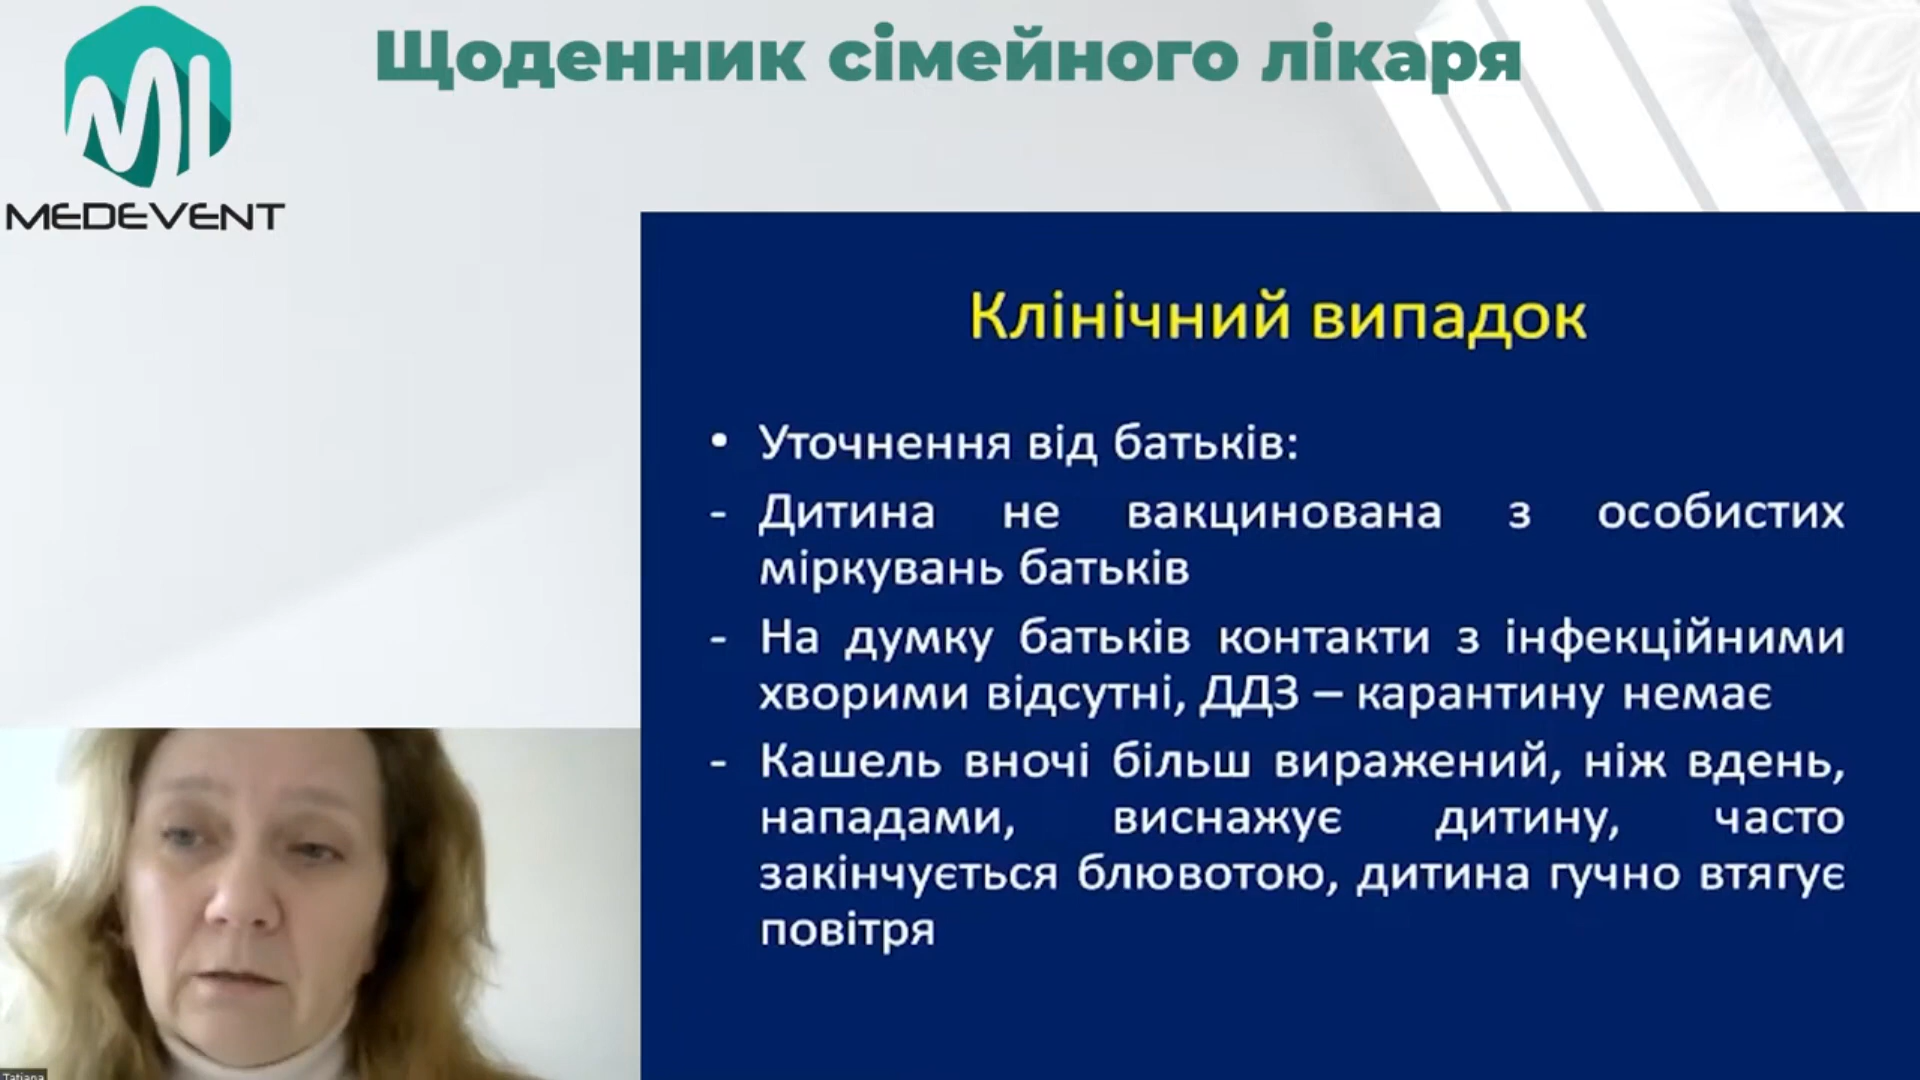 Щоденник сімейного лікаря
MEDEVENT
Клінічний випадок
• Уточнення від батьків:
- Дитина не вакцинована з особистих
міркувань батьків
- На думку батьків контакти з інфекційними
хворими відсутні, ДДЗ – карантину немає
- Кашель вночі більш виражений, ніж вдень,
нападами, виснажує дитину, часто
закінчується блювотою, дитина гучно втягує
повітря
Tatiana